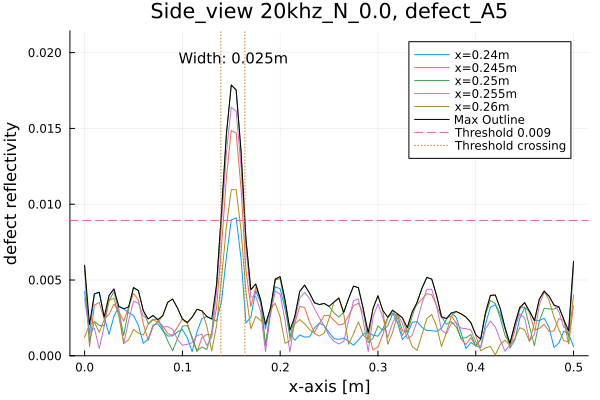 Side_view 20khz_N_0.0, defect_A5
Width: 0.025m
x=0.24m
x=0.245m
x=0.25m
x=0.255m
x=0.26m
Max Outline
Threshold 0.009
Threshold crossing
defect reflectivity
0.020
0.015
0.010
0.005
0.000
0.0 0.1 0.2 0.3 0.4 0.5
x-axis [m]